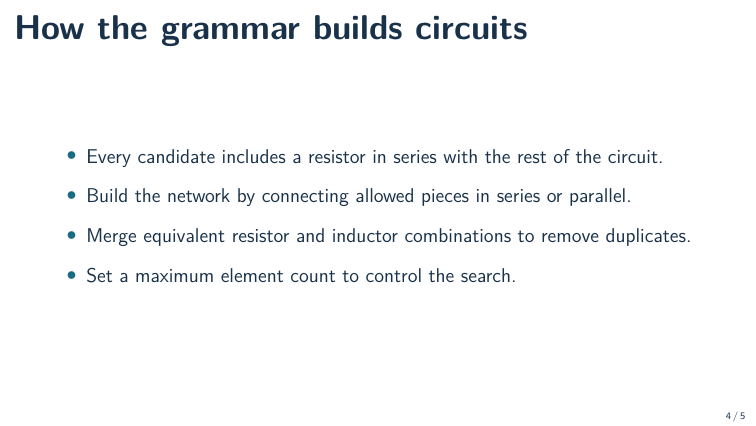 How the grammar builds circuits
• Every candidate includes a resistor in series with the rest of the circuit.
• Build the network by connecting allowed pieces in series or parallel.
• Merge equivalent resistor and inductor combinations to remove duplicates.
• Set a maximum element count to control the search.
4 / 5